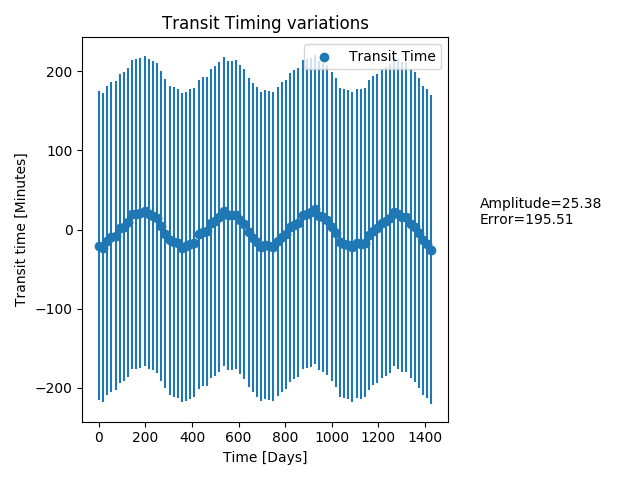 Transit Timing variations
Transit Time
Transit time [Minutes]
200
100
0
−100
−200
0 200 400 600 800 1000 1200 1400
Time [Days]
Amplitude=25.38
Error=195.51